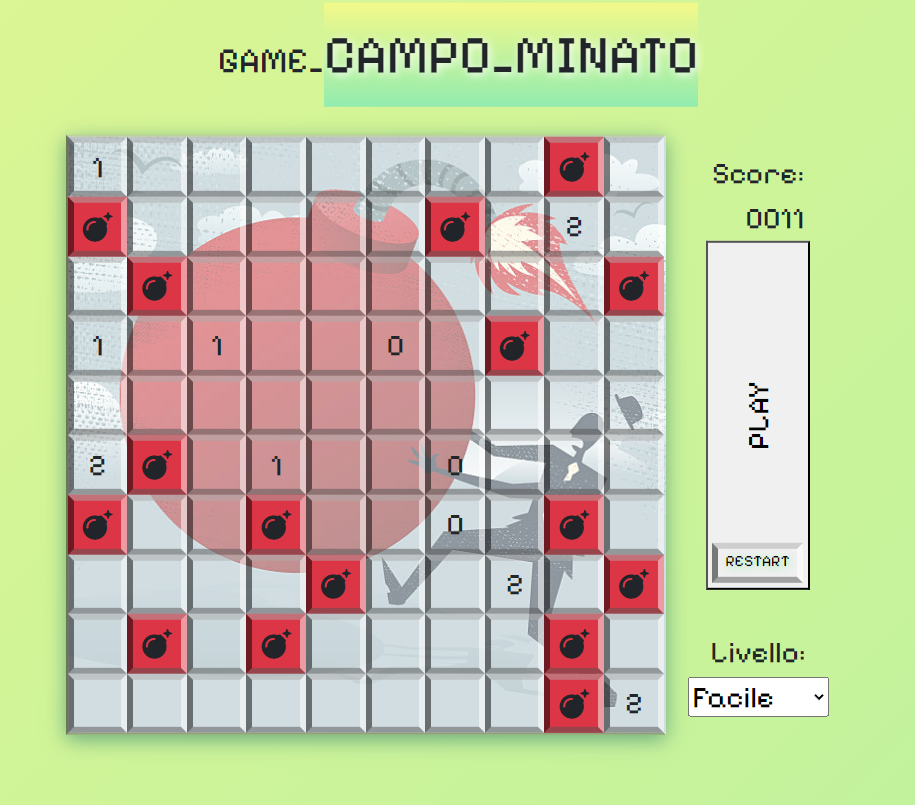 GAME_CAMPO_MINATO
1
2
1 1 0
2 1 0
0
2
2
Score:
0011
PLAY
RESTART
Livello:
Facile